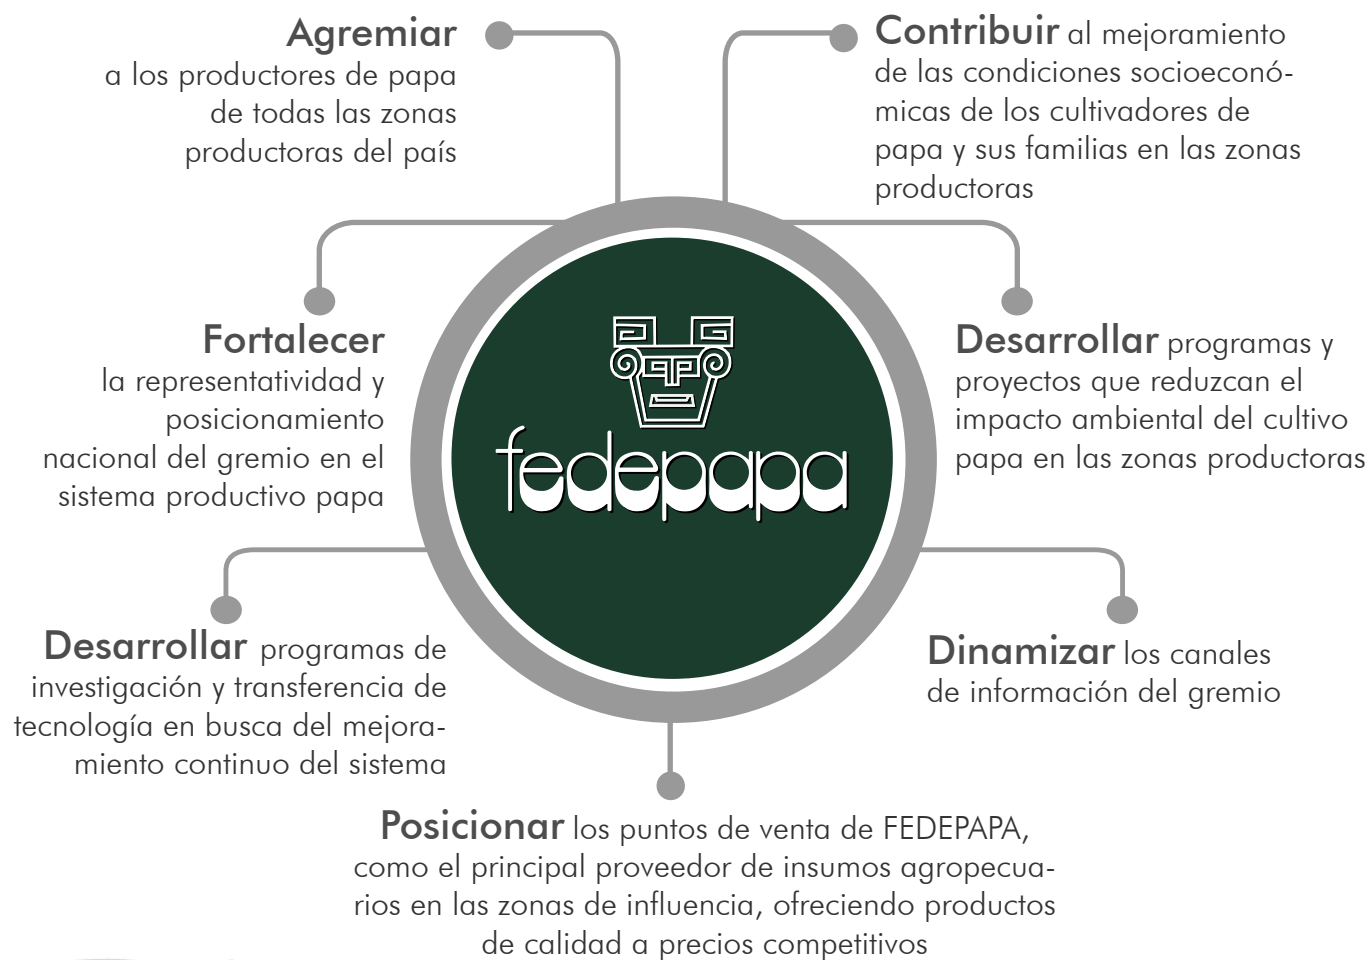 Agremiar
a los productores de papa
de todas las zonas
productoras del país
Contribuir al mejoramiento
de las condiciones socioeconó-
micas de los cultivadores de
papa y sus familias en las zonas
productoras
Fortalecer
la representatividad y
posicionamiento
nacional del gremio en el
sistema productivo papa
Desarrollar programas y
proyectos que reduzcan el
impacto ambiental del cultivo
papa en las zonas productoras
fedepapa
Desarrollar programas de
investigación y transferencia de
tecnología en busca del mejora-
miento continuo del sistema
Dinamizar los canales
de información del gremio
Posicionar los puntos de venta de FEDEPAPA,
como el principal proveedor de insumos agropecua-
rios en las zonas de influencia, ofreciendo productos
de calidad a precios competitivos